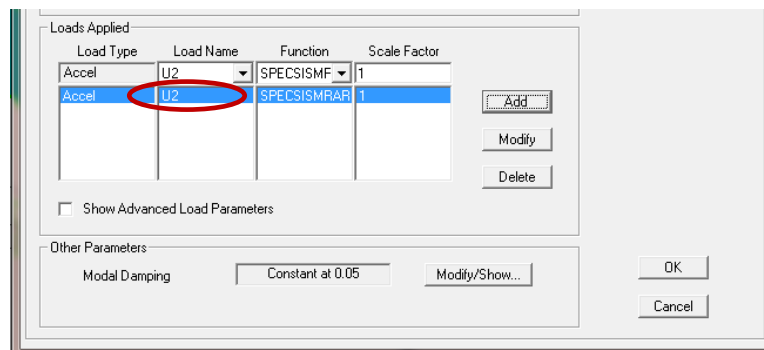 Loads Applied
Load Type Load Name Function Scale Factor
Accel U2 SPECSISMF 1
Accel U2 SPECSISMRAR 1
Add
Modify
Delete
Show Advanced Load Parameters
Other Parameters
Modal Damping Constant at 0.05 Modify/Show...
OK
Cancel